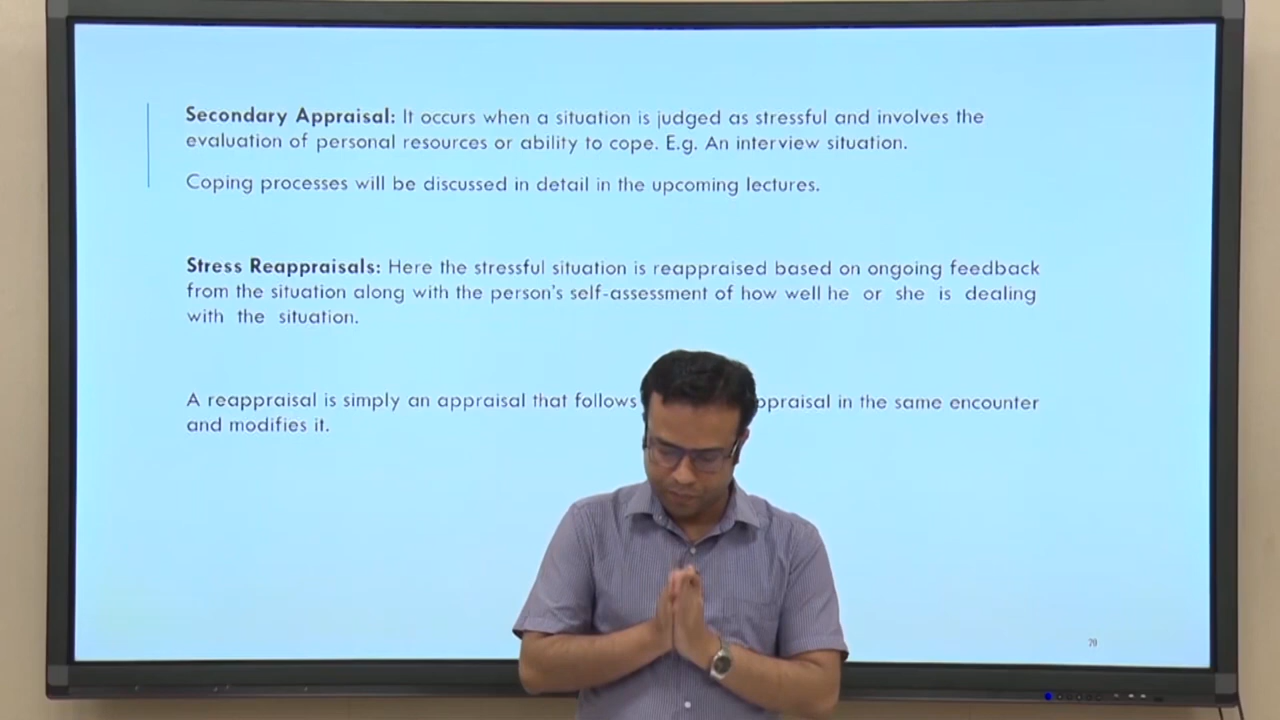 Secondary Appraisal: It occurs when a situation is judged as stressful and involves the
evaluation of personal resources or ability to cope. E.g. An interview situation.
Coping processes will be discussed in detail in the upcoming lectures.
Stress Reappraisals: Here the stressful situation is reappraised based on ongoing feedback
from the situation along with the person's self-assessment of how well he or she is dealing
with the situation.
A reappraisal is simply an appraisal that follows ppraisal in the same encounter
and modifies it.